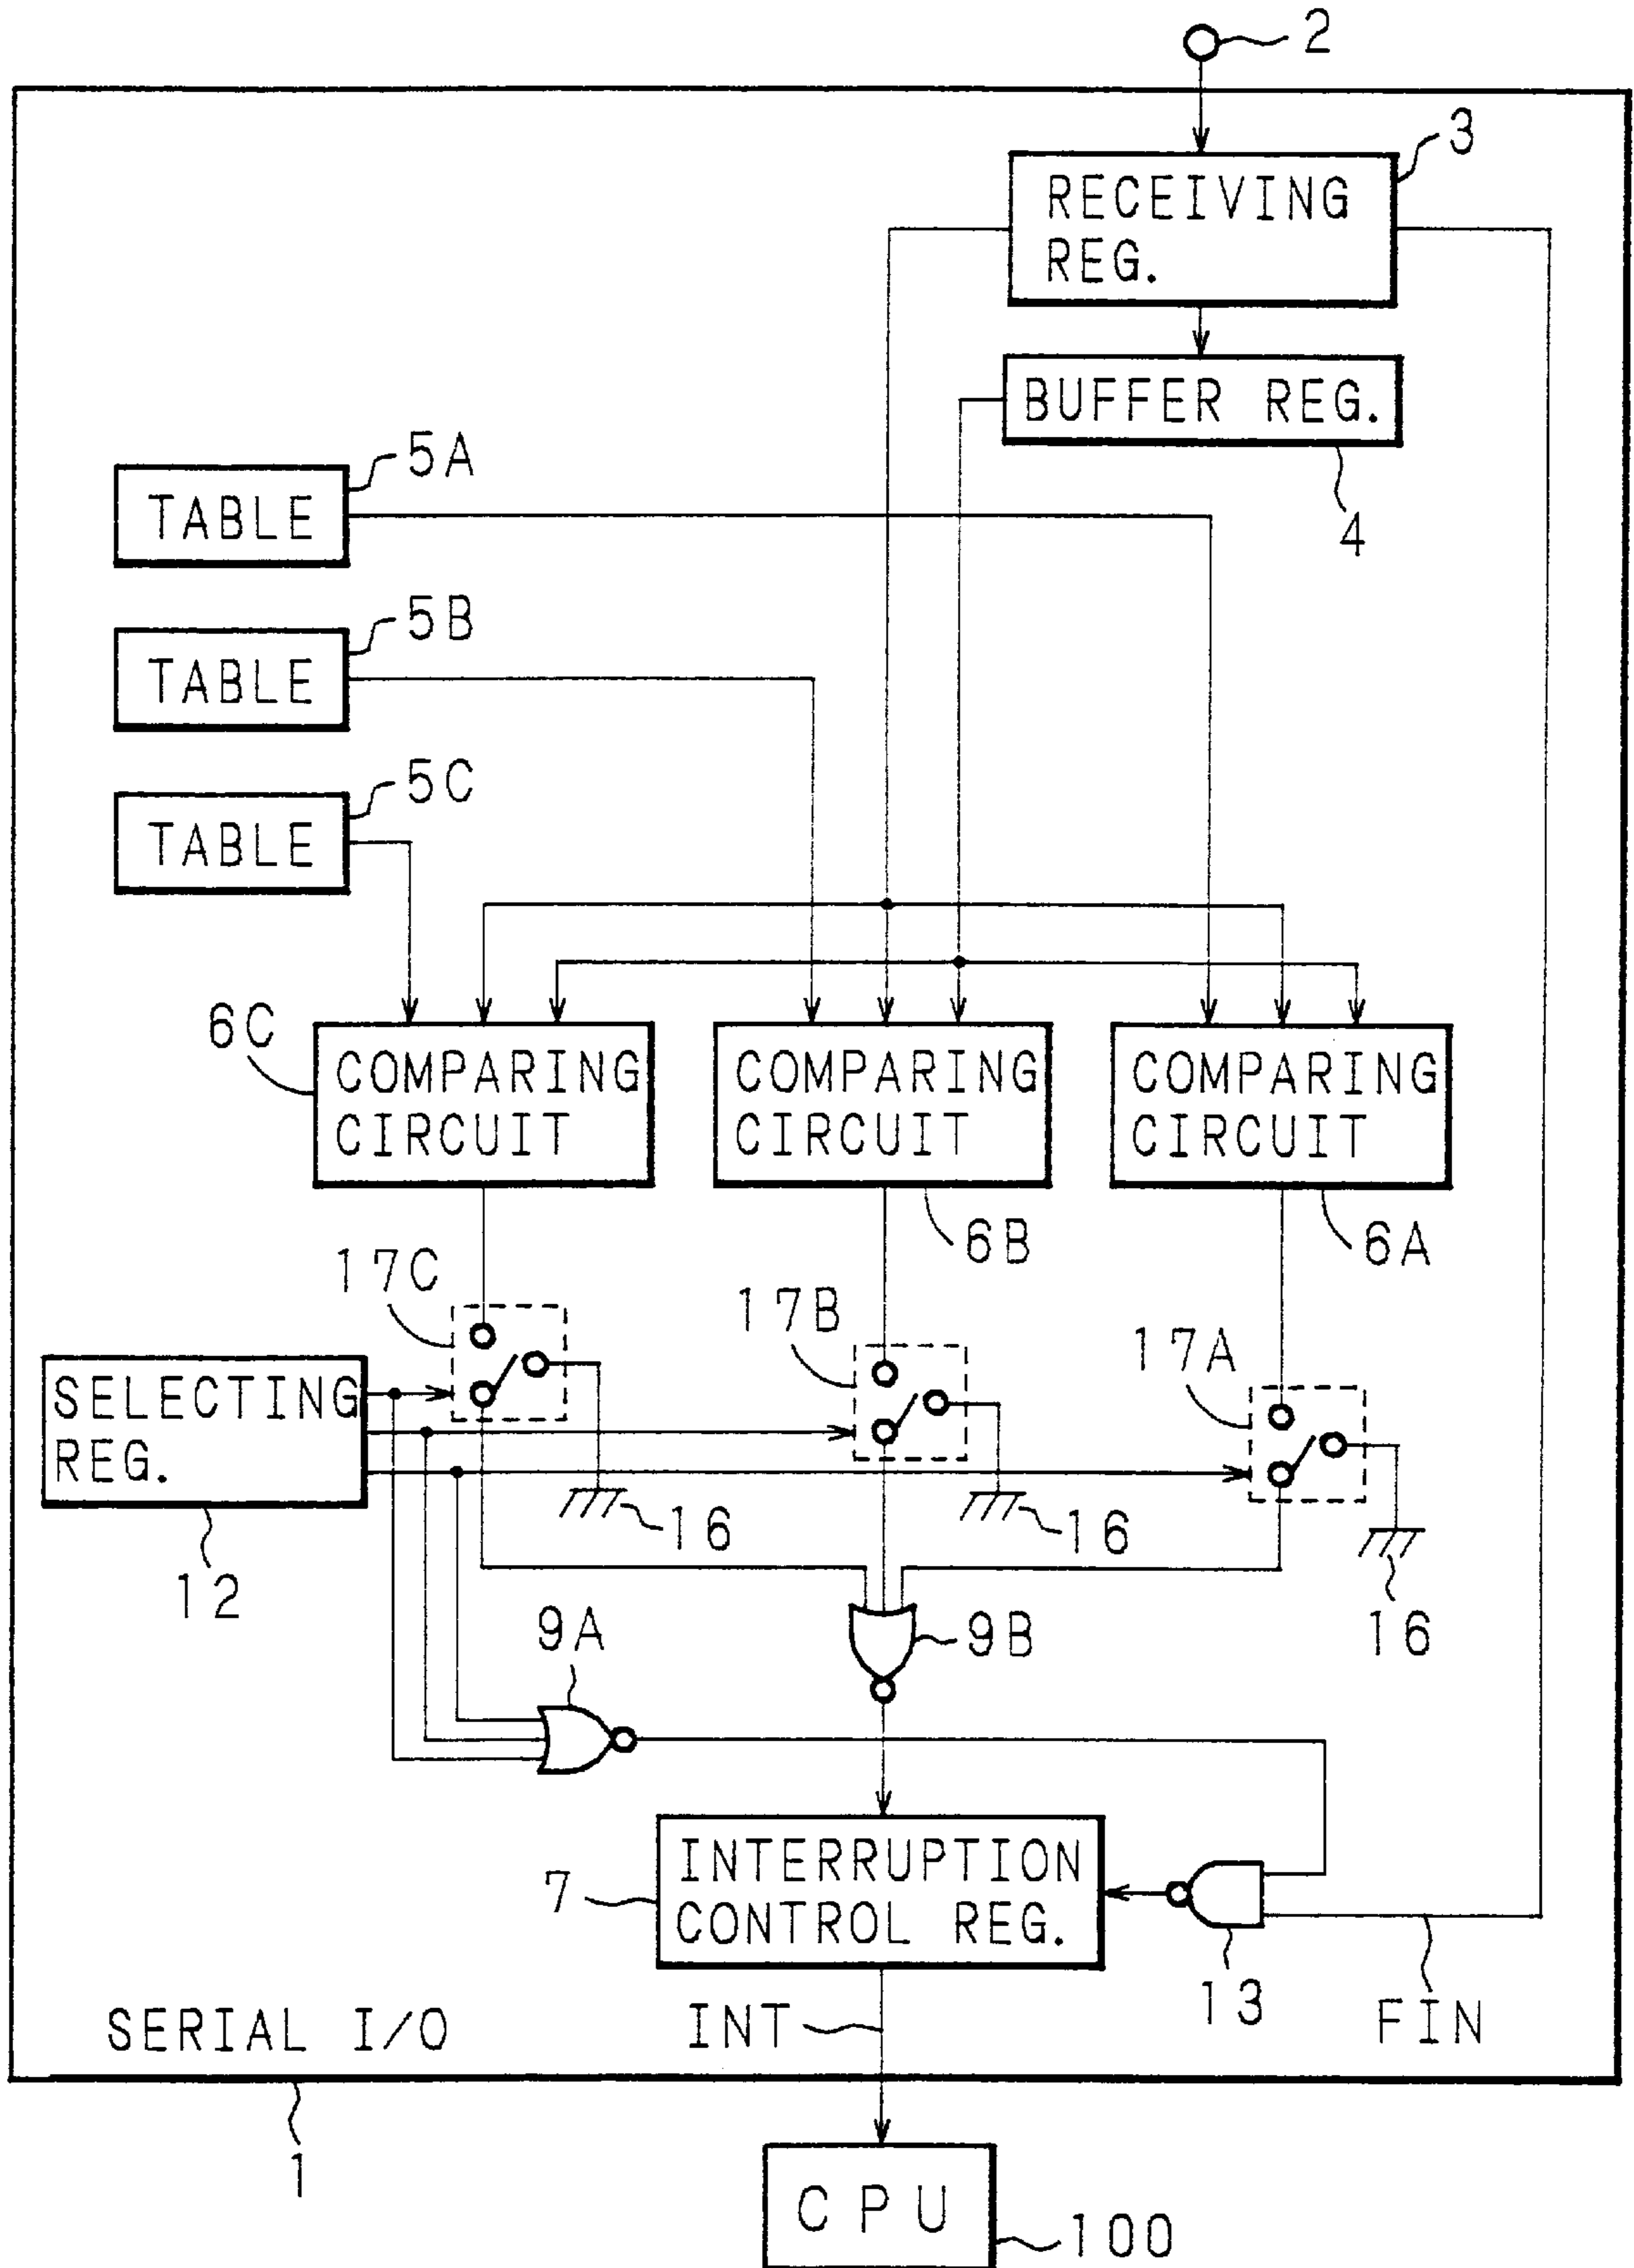 2
3
RECEIVING
REG.
BUFFER REG.
4
5A
TABLE
5B
TABLE
5C
TABLE
6C
COMPARING
CIRCUIT
COMPARING
CIRCUIT
COMPARING
CIRCUIT
6B
6A
17C
17B
17A
SELECTING
REG.
12
16
16
16
9A
9B
7
INTERRUPTION
CONTROL REG.
13
FIN
INT
SERIAL I/O
1
CPU
100